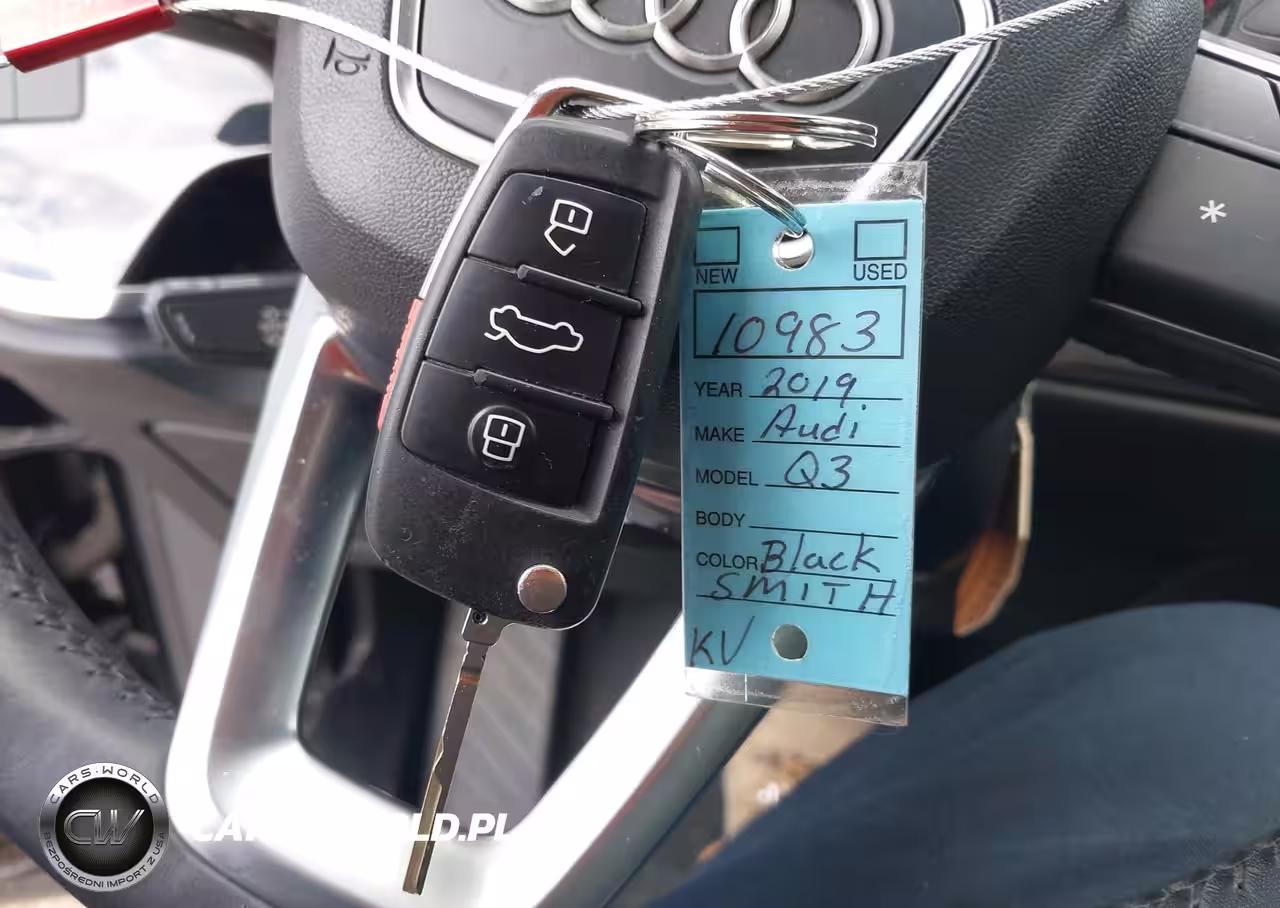 NEW USED
10983
YEAR 2019
MAKE Audi
MODEL Q3
BODY
COLOR Black
SMITH
KV
*
CARS·WORLD
CW
BEZPOŚREDNI IMPORT Z USA